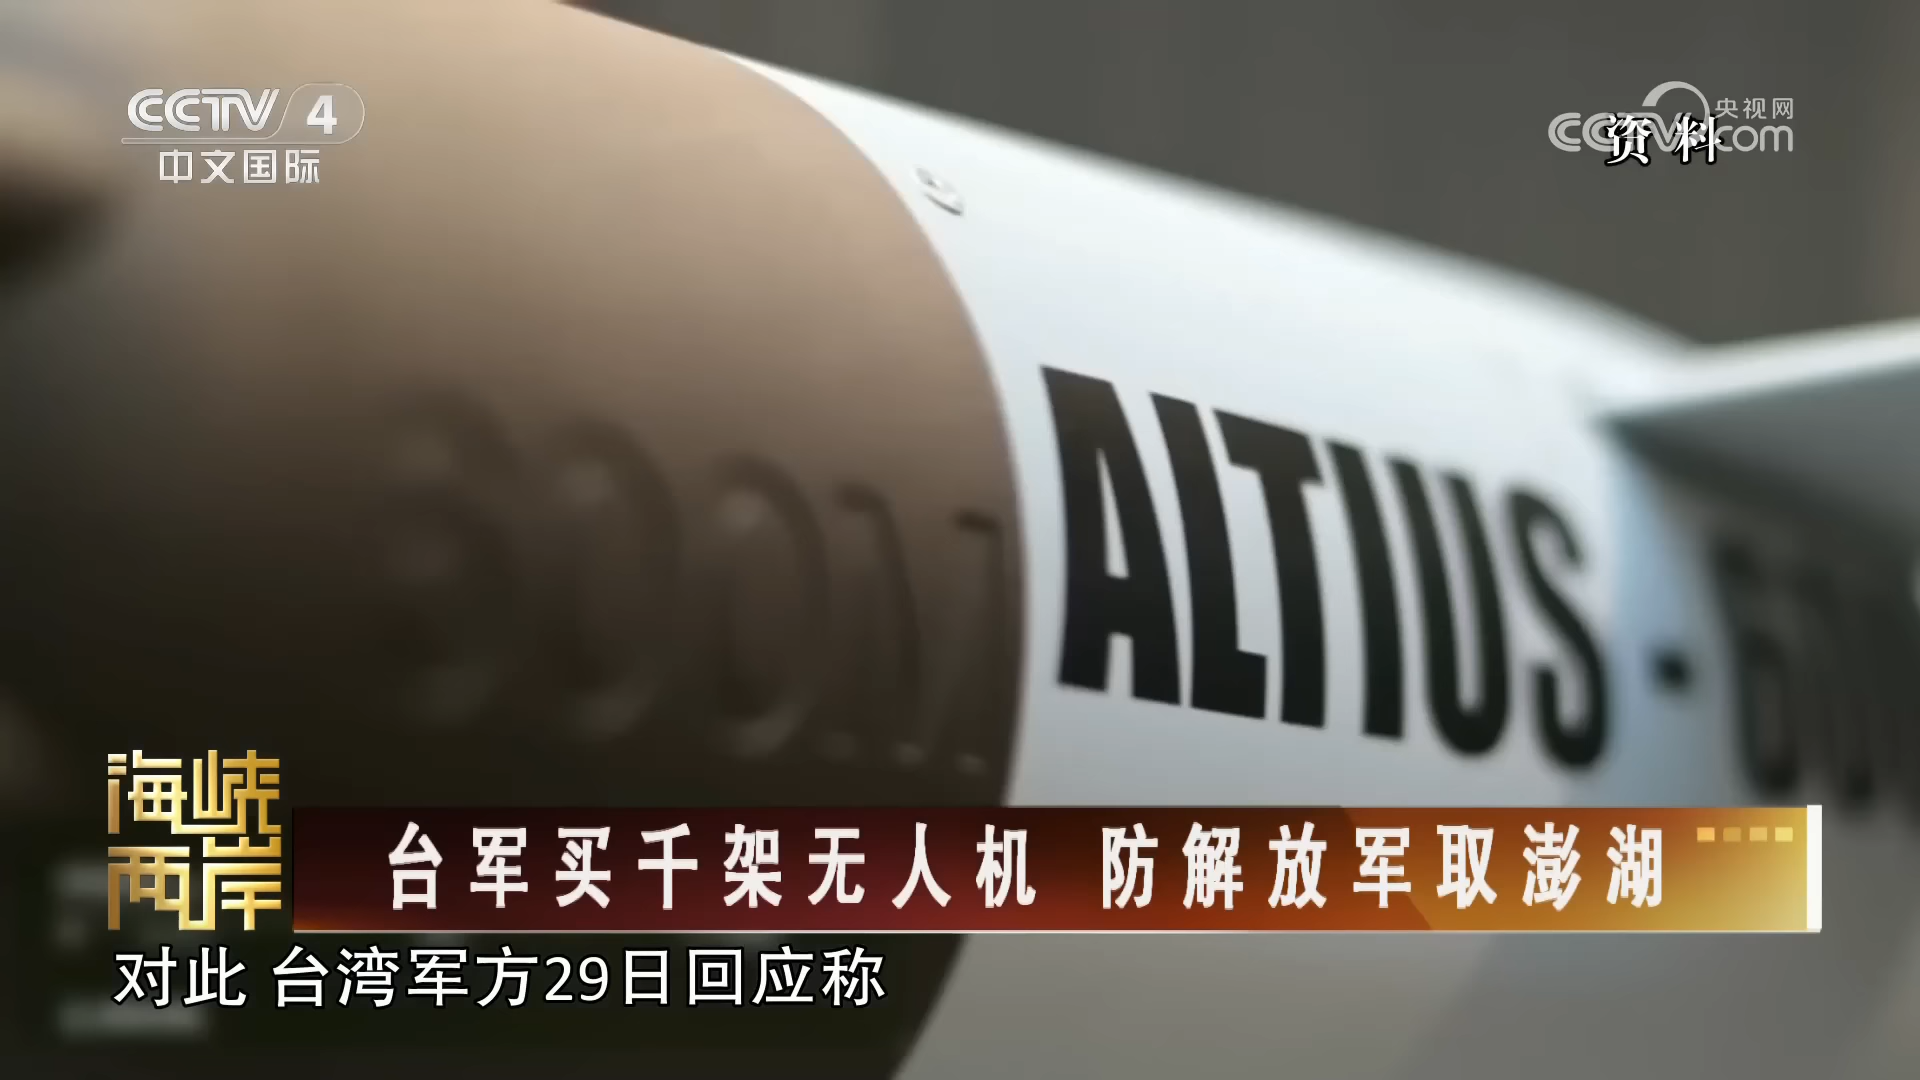 CCTV 4
中文国际
央视网
CCTV.com
资料
ALTIUS-600
海峡
两岸
台军买千架无人机 防解放军取澎湖
对此 台湾军方29日回应称